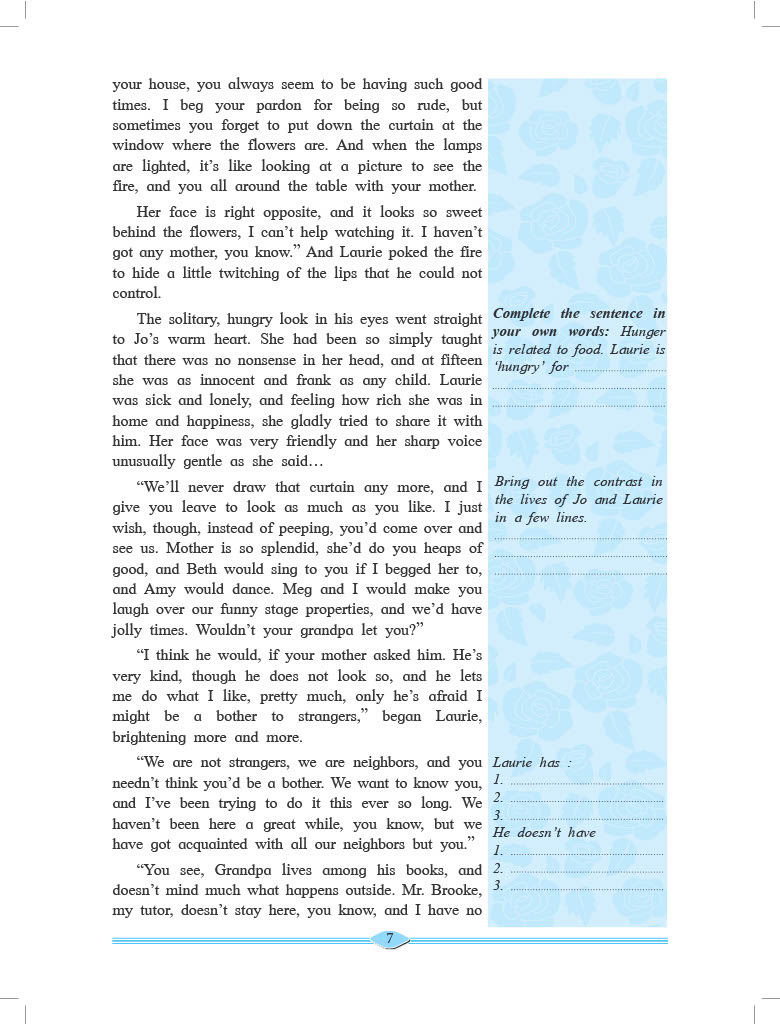 your house, you always seem to be having such good
times. I beg your pardon for being so rude, but
sometimes you forget to put down the curtain at the
window where the flowers are. And when the lamps
are lighted, it's like looking at a picture to see the
fire, and you all around the table with your mother.
Her face is right opposite, and it looks so sweet
behind the flowers, I can't help watching it. I haven't
got any mother, you know.” And Laurie poked the fire
to hide a little twitching of the lips that he could not
control.
The solitary, hungry look in his eyes went straight
to Jo's warm heart. She had been so simply taught
that there was no nonsense in her head, and at fifteen
she was as innocent and frank as any child. Laurie
was sick and lonely, and feeling how rich she was in
home and happiness, she gladly tried to share it with
him. Her face was very friendly and her sharp voice
unusually gentle as she said…
“We'll never draw that curtain any more, and I
give you leave to look as much as you like. I just
wish, though, instead of peeping, you'd come over and
see us. Mother is so splendid, she'd do you heaps of
good, and Beth would sing to you if I begged her to,
and Amy would dance. Meg and I would make you
laugh over our funny stage properties, and we'd have
jolly times. Wouldn't your grandpa let you?”
“I think he would, if your mother asked him. He's
very kind, though he does not look so, and he lets
me do what I like, pretty much, only he's afraid I
might be a bother to strangers,” began Laurie,
brightening more and more.
“We are not strangers, we are neighbors, and you
needn't think you'd be a bother. We want to know you,
and I've been trying to do it this ever so long. We
haven't been here a great while, you know, but we
have got acquainted with all our neighbors but you.”
“You see, Grandpa lives among his books, and
doesn't mind much what happens outside. Mr. Brooke,
my tutor, doesn't stay here, you know, and I have no
Complete the sentence in
your own words: Hunger
is related to food. Laurie is
‘hungry’ for ..............................
..........................................................
..........................................................
Bring out the contrast in
the lives of Jo and Laurie
in a few lines.
..........................................................
..........................................................
..........................................................
Laurie has :
1. ..................................................
2. ..................................................
3. ..................................................
He doesn't have
1. ..................................................
2. ..................................................
3. ..................................................
7